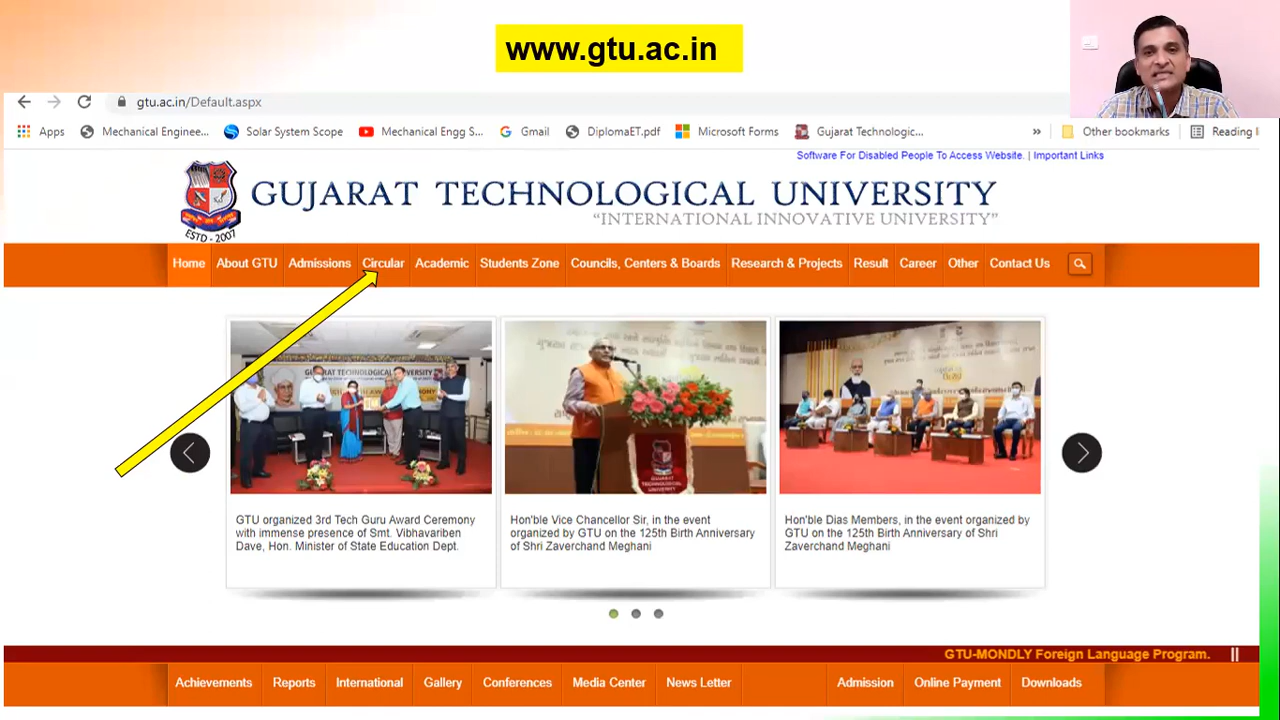 www.gtu.ac.in
gtu.ac.in/Default.aspx
Apps
Mechanical Enginee...
Solar System Scope
Mechanical Engg S...
Gmail
DiplomaET.pdf
Microsoft Forms
Gujarat Technologic...
»
Other bookmarks
Reading
Software For Disabled People To Access Website. | Important Links
GUJARAT TECHNOLOGICAL UNIVERSITY
“INTERNATIONAL INNOVATIVE UNIVERSITY”
ESTD - 2007
Home
About GTU
Admissions
Circular
Academic
Students Zone
Councils, Centers & Boards
Research & Projects
Result
Career
Other
Contact Us
GUJARAT TECHNOLOGICAL UNIVERSITY
GUJARAT
TECHNOLOGICAL
UNIVERSITY
GTU organized 3rd Tech Guru Award Ceremony
with immense presence of Smt. Vibhavariben
Dave, Hon. Minister of State Education Dept.
Hon'ble Vice Chancellor Sir, in the event
organized by GTU on the 125th Birth Anniversary
of Shri Zaverchand Meghani
Hon'ble Dias Members, in the event organized by
GTU on the 125th Birth Anniversary of Shri
Zaverchand Meghani
GTU-MONDLY Foreign Language Program.
Achievements
Reports
International
Gallery
Conferences
Media Center
News Letter
Admission
Online Payment
Downloads